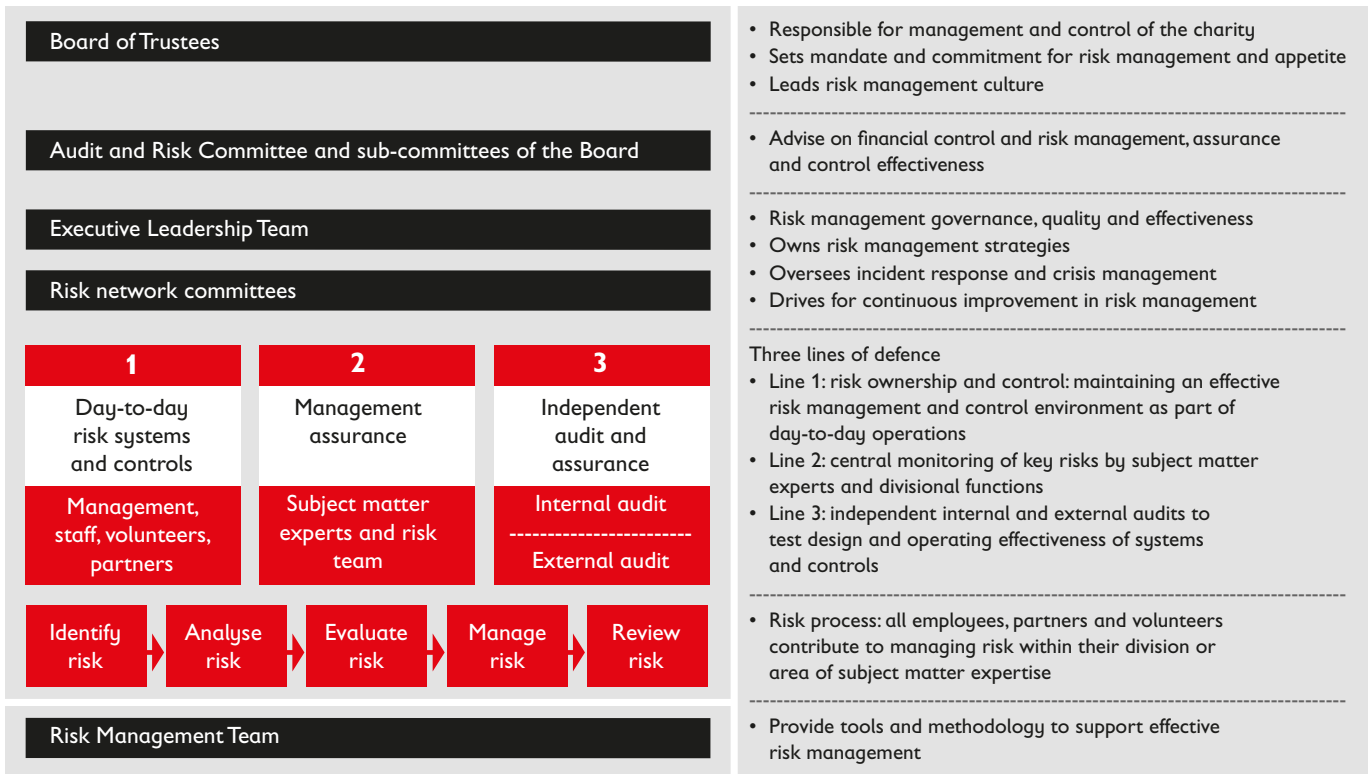 Board of Trustees
• Responsible for management and control of the charity
• Sets mandate and commitment for risk management and appetite
• Leads risk management culture
Audit and Risk Committee and sub-committees of the Board
• Advise on financial control and risk management, assurance
and control effectiveness
Executive Leadership Team
Risk network committees
• Risk management governance, quality and effectiveness
• Owns risk management strategies
• Oversees incident response and crisis management
• Drives for continuous improvement in risk management
1
Day-to-day
risk systems
and controls
Management,
staff, volunteers,
partners
2
Management
assurance
Subject matter
experts and risk
team
3
Independent
audit and
assurance
Internal audit
External audit
Three lines of defence
• Line 1: risk ownership and control: maintaining an effective
risk management and control environment as part of
day-to-day operations
• Line 2: central monitoring of key risks by subject matter
experts and divisional functions
• Line 3: independent internal and external audits to
test design and operating effectiveness of systems
and controls
Identify
risk
Analyse
risk
Evaluate
risk
Manage
risk
Review
risk
• Risk process: all employees, partners and volunteers
contribute to managing risk within their division or
area of subject matter expertise
Risk Management Team
• Provide tools and methodology to support effective
risk management